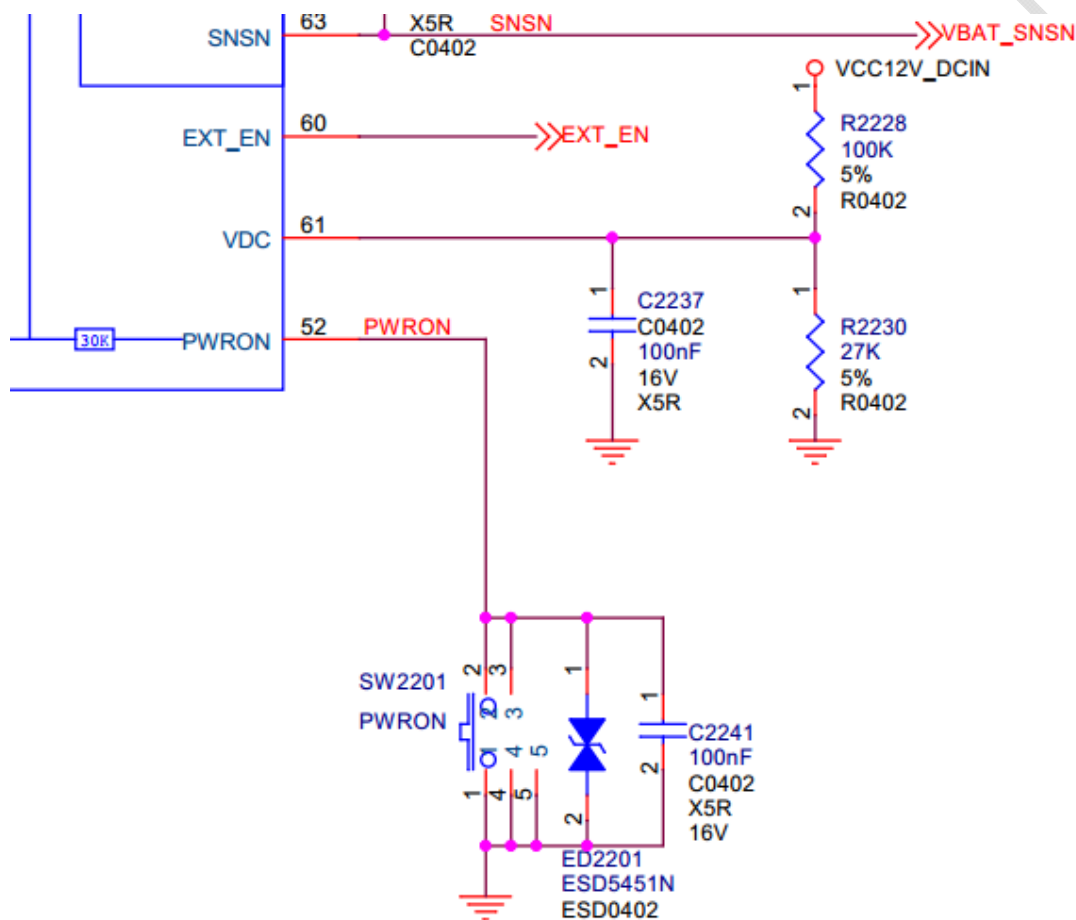 SNSN
63
X5R
C0402
SNSN
VBAT_SNSN
VCC12V_DCIN
EXT_EN
60
EXT_EN
1
R2228
100K
5%
R0402
2
VDC
61
1
C2237
C0402
100nF
16V
X5R
2
1
R2230
27K
5%
R0402
2
30K
PWRON
52
PWRON
SW2201
PWRON
2
3
2
3
1
4
5
1
4
5
1
2
ED2201
ESD5451N
ESD0402
1
C2241
100nF
C0402
X5R
16V
2